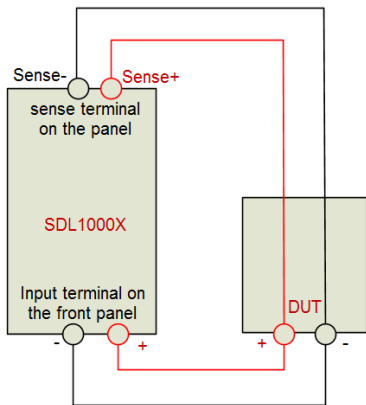 Sense-
Sense+
sense terminal
on the panel
SDL1000X
Input terminal on
the front panel
DUT
- +
+ -